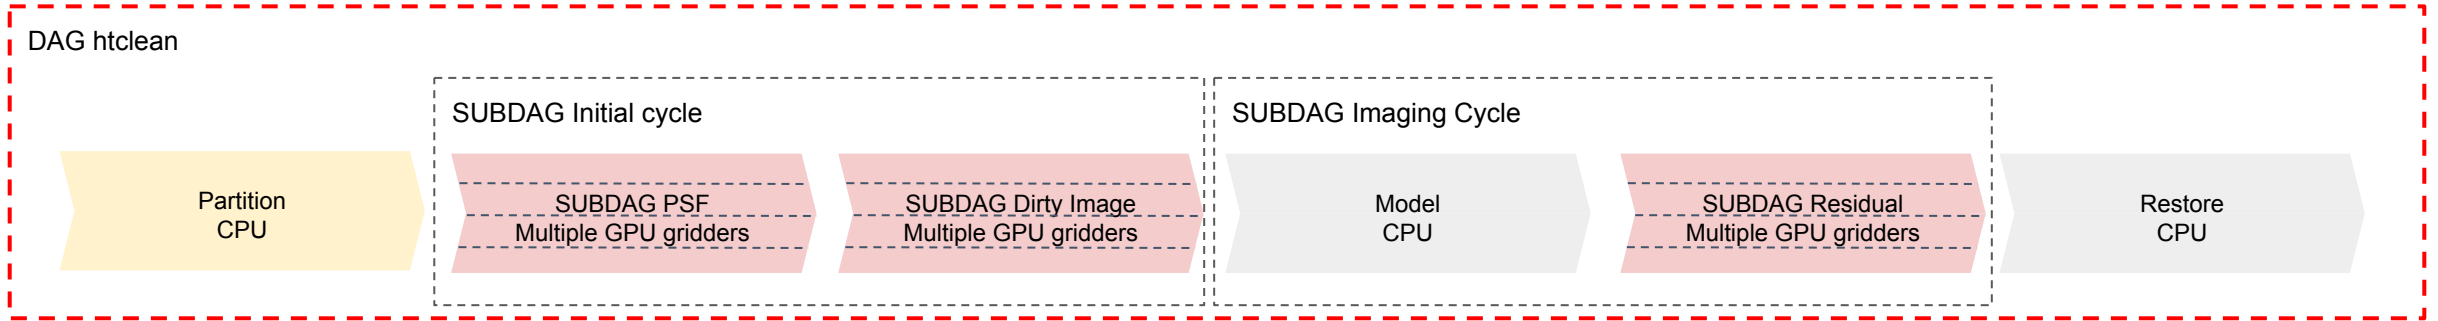 DAG htclean
SUBDAG Initial cycle
SUBDAG Imaging Cycle
Partition
CPU
SUBDAG PSF
Multiple GPU gridders
SUBDAG Dirty Image
Multiple GPU gridders
Model
CPU
SUBDAG Residual
Multiple GPU gridders
Restore
CPU